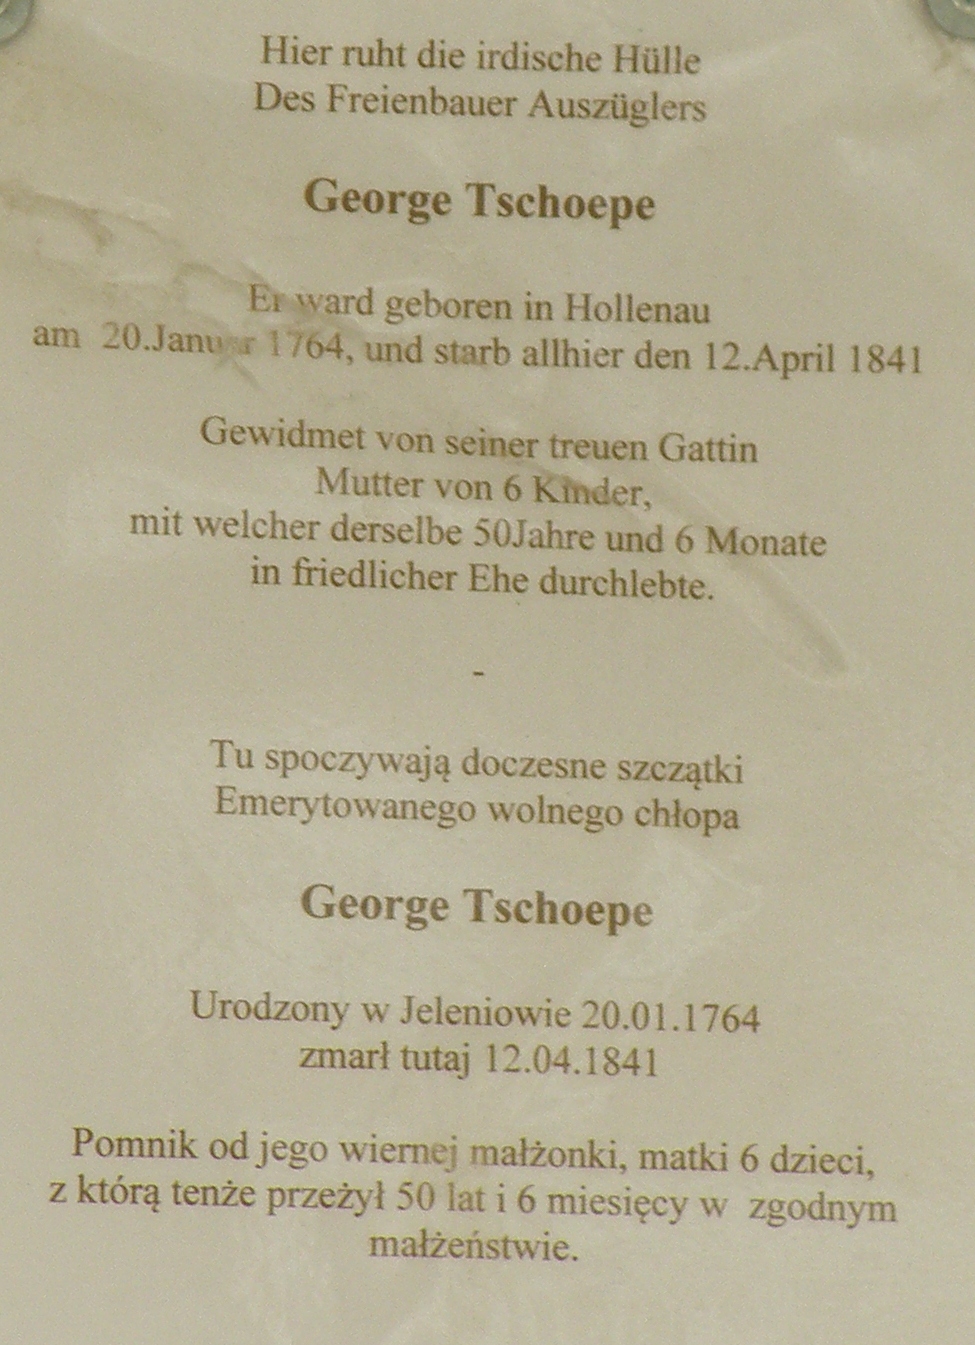 Hier ruht die irdische Hülle
Des Freienbauer Auszüglers
George Tschoepe
Er ward geboren in Hollenau
am 20.Januar 1764, und starb allhier den 12.April 1841
Gewidmet von seiner treuen Gattin
Mutter von 6 Kinder,
mit welcher derselbe 50Jahre und 6 Monate
in friedlicher Ehe durchlebte.
-
Tu spoczywają doczesne szczątki
Emerytowanego wolnego chłopa
George Tschoepe
Urodzony w Jeleniowie 20.01.1764
zmarł tutaj 12.04.1841
Pomnik od jego wiernej małżonki, matki 6 dzieci,
z którą tenże przeżył 50 lat i 6 miesięcy w zgodnym
małżeństwie.